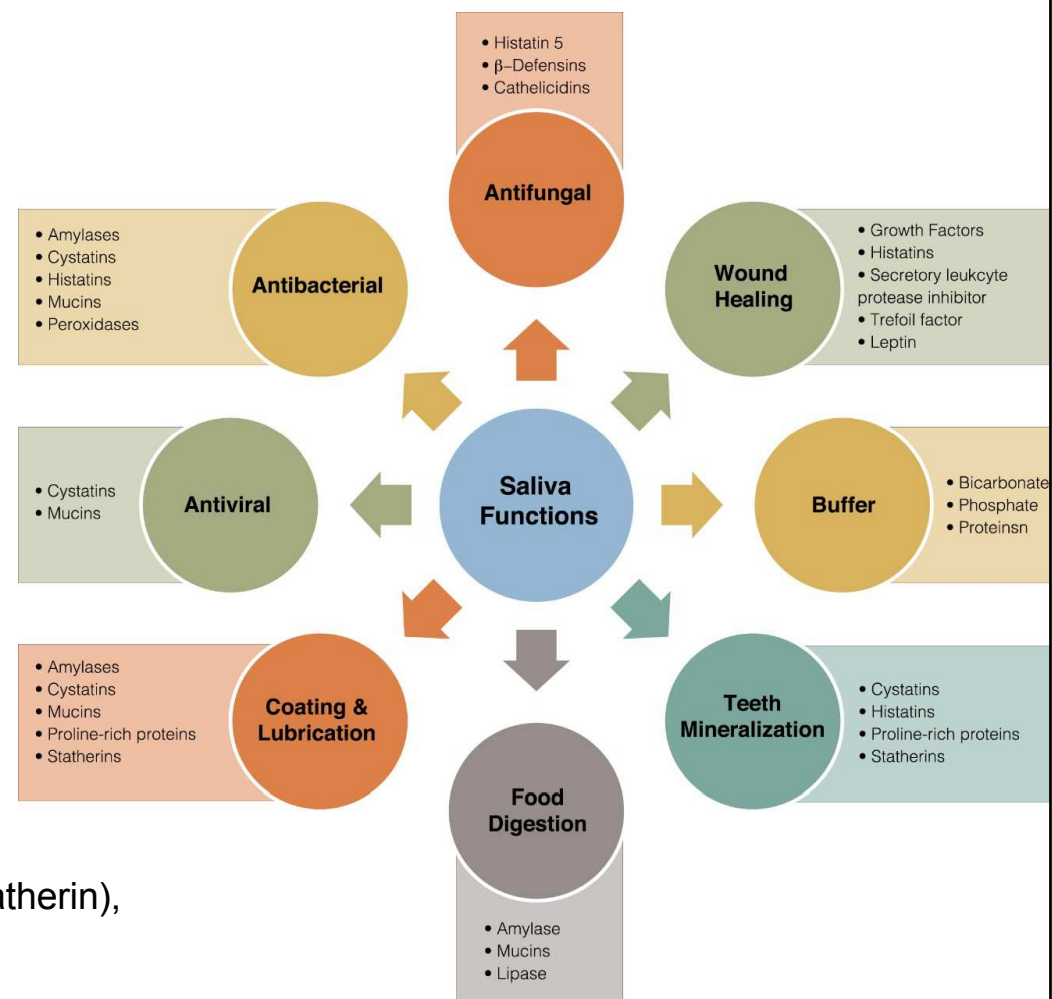 • Histatin 5
• β–Defensins
• Cathelicidins
Antifungal
• Amylases
• Cystatins
• Histatins
• Mucins
• Peroxidases
Antibacterial
Wound
Healing
• Growth Factors
• Histatins
• Secretory leukcyte
protease inhibitor
• Trefoil factor
• Leptin
• Cystatins
• Mucins
Antiviral
Saliva
Functions
Buffer
• Bicarbonate
• Phosphate
• Proteinsn
• Amylases
• Cystatins
• Mucins
• Proline-rich proteins
• Statherins
Coating &
Lubrication
Teeth
Mineralization
• Cystatins
• Histatins
• Proline-rich proteins
• Statherins
Food
Digestion
• Amylase
• Mucins
• Lipase
atherin),